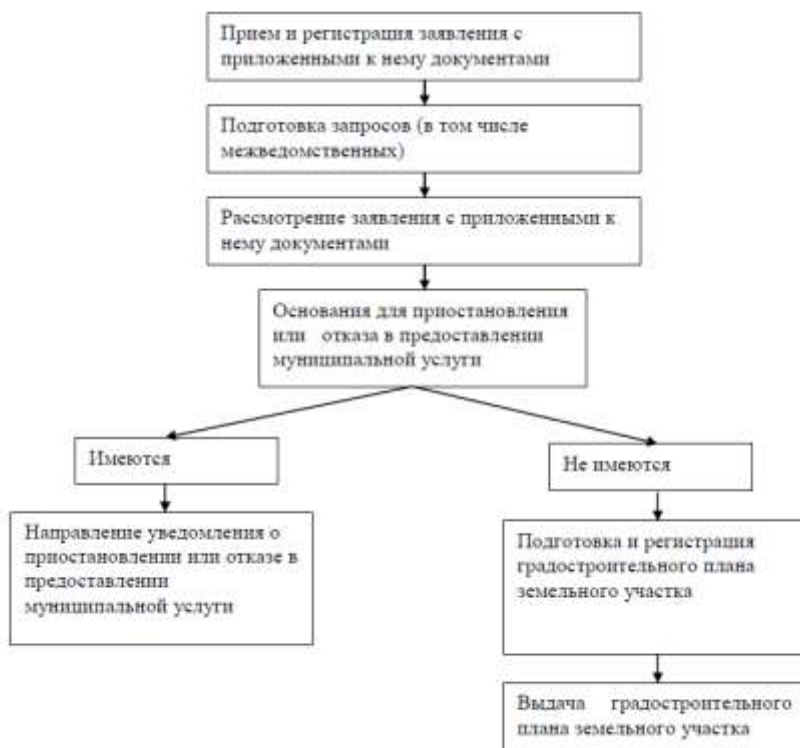 Прием и регистрация заявления с
приложенными к нему документами
Подготовка запросов (в том числе
межведомственных)
Рассмотрение заявления с приложенными к
нему документами
Основания для приостановления
или отказа в предоставлении
муниципальной услуги
Имеются
Не имеются
Направление уведомления о
приостановлении или отказе в
предоставлении
муниципальной услуги
Подготовка и регистрация
градостроительного плана
земельного участка
Выдача градостроительного
плана земельного участка